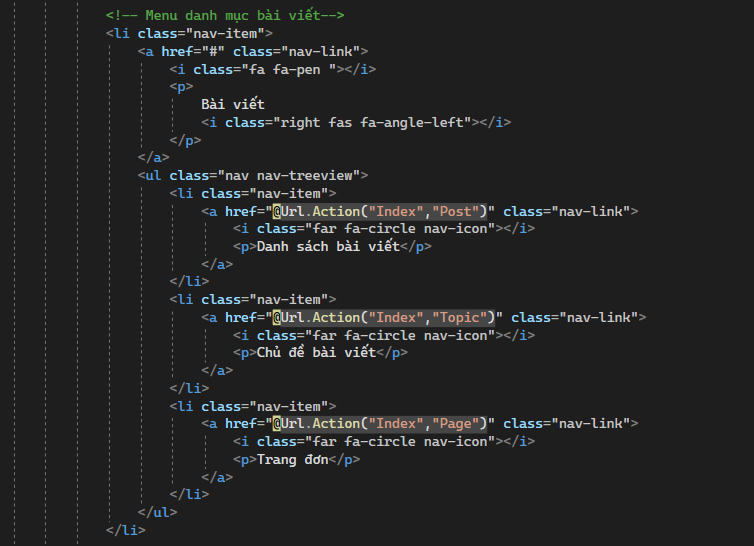 <!-- Menu danh mục bài viết-->
<li class="nav-item">
<a href="#" class="nav-link">
<i class="fa fa-pen "></i>
<p>
Bài viết
<i class="right fas fa-angle-left"></i>
</p>
</a>
<ul class="nav nav-treeview">
<li class="nav-item">
<a href="@Url.Action("Index","Post")" class="nav-link">
<i class="far fa-circle nav-icon"></i>
<p>Danh sách bài viết</p>
</a>
</li>
<li class="nav-item">
<a href="@Url.Action("Index","Topic")" class="nav-link">
<i class="far fa-circle nav-icon"></i>
<p>Chủ đề bài viết</p>
</a>
</li>
<li class="nav-item">
<a href="@Url.Action("Index","Page")" class="nav-link">
<i class="far fa-circle nav-icon"></i>
<p>Trang đơn</p>
</a>
</li>
</ul>
</li>